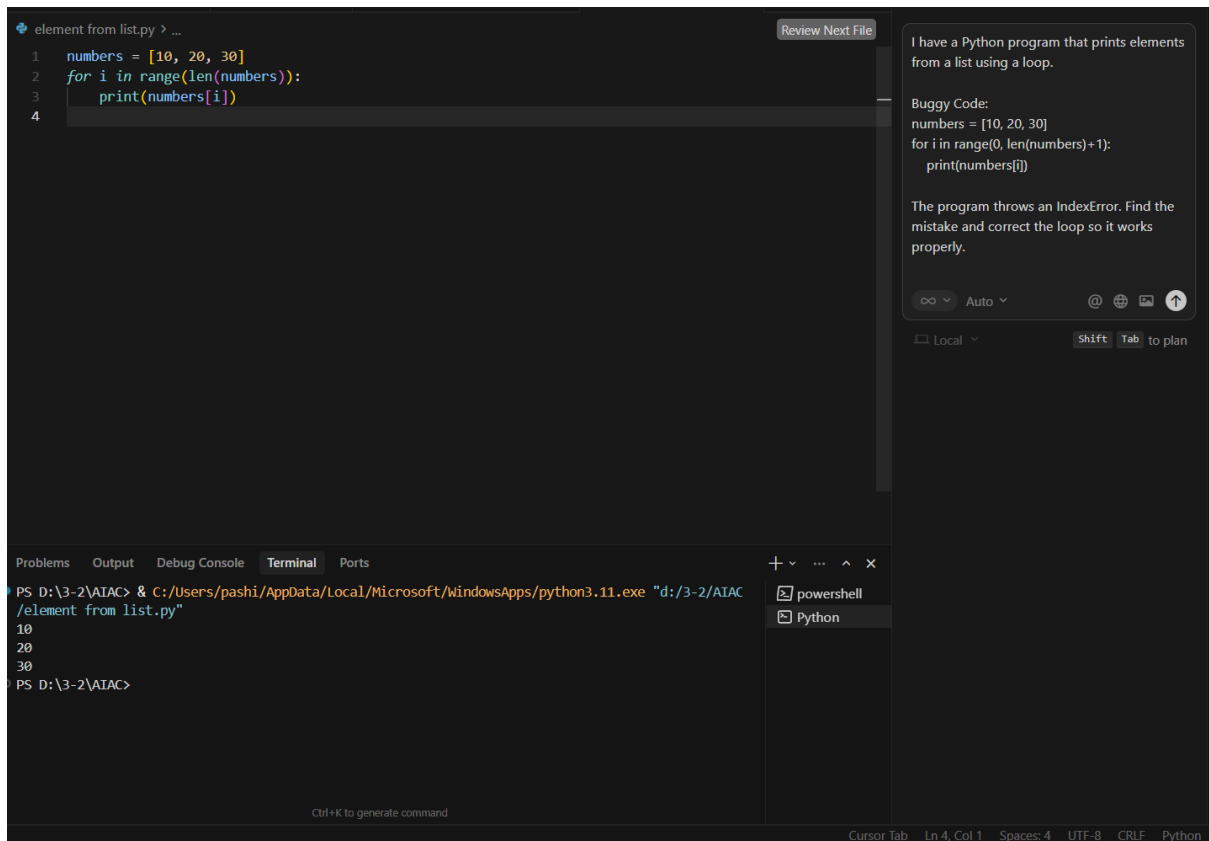 element from list.py > ...
Review Next File
1 numbers = [10, 20, 30]
2 for i in range(len(numbers)):
3     print(numbers[i])
4
I have a Python program that prints elements
from a list using a loop.
Buggy Code:
numbers = [10, 20, 30]
for i in range(0, len(numbers)+1):
    print(numbers[i])
The program throws an IndexError. Find the
mistake and correct the loop so it works
properly.
∞ Auto @
Local Shift Tab to plan
Problems Output Debug Console Terminal Ports
PS D:\3-2\AIAC> & C:/Users/pashi/AppData/Local/Microsoft/WindowsApps/python3.11.exe "d:/3-2/AIAC
/element from list.py"
10
20
30
PS D:\3-2\AIAC>
powershell
Python
Ctrl+K to generate command
Cursor Tab Ln 4, Col 1 Spaces: 4 UTF-8 CRLF Python